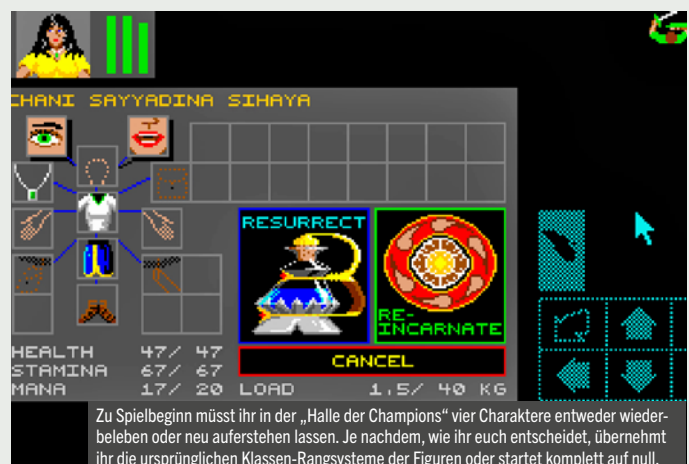 CHANI SAYYADINA SIHAYA
RESURRECT
RE-
INCARNATE
CANCEL
HEALTH 47/ 47
STAMINA 67/ 67
MANA 17/ 20 LOAD 1.5/ 40 KG
Zu Spielbeginn müsst ihr in der „Halle der Champions“ vier Charaktere entweder wieder-
beleben oder neu auferstehen lassen. Je nachdem, wie ihr euch entscheidet, übernehmt
ihr die ursprünglichen Klassen-Rangsysteme der Figuren oder startet komplett auf null.